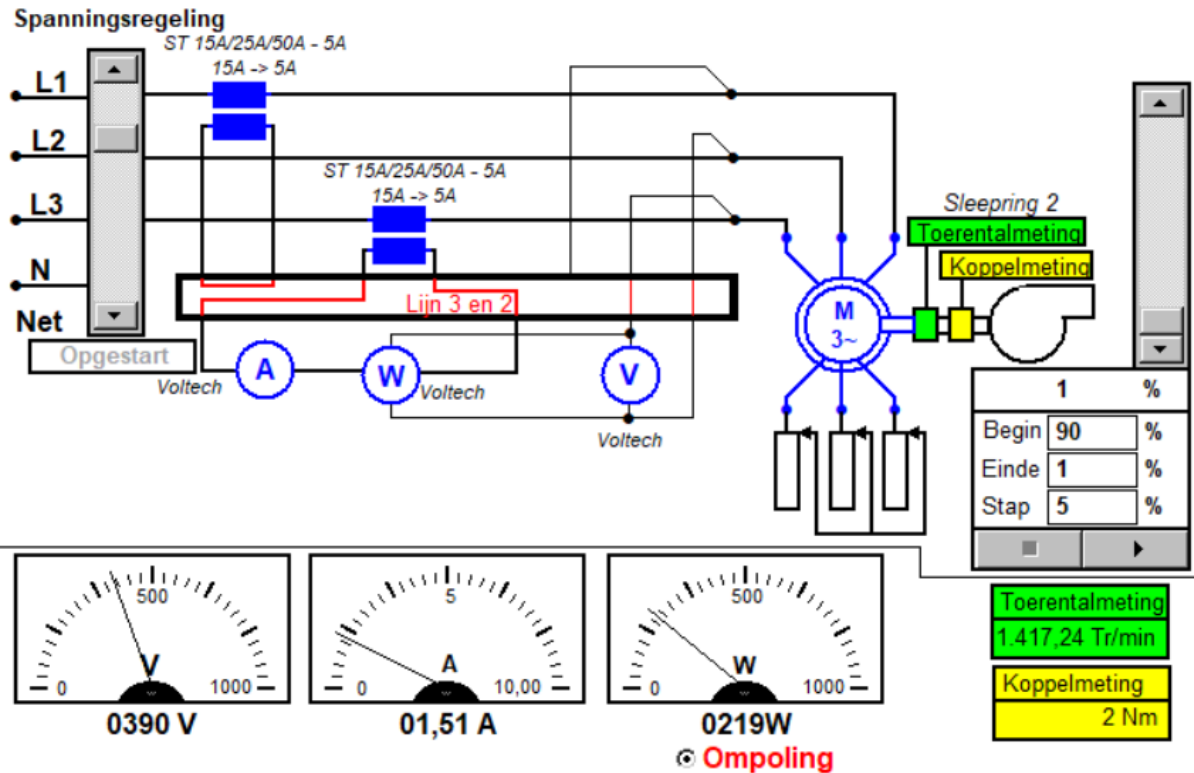 Spanningsregeling
ST 15A/25A/50A - 5A
15A -> 5A
L1
L2
ST 15A/25A/50A - 5A
15A -> 5A
L3
Sleepring 2
Toerentalmeting
N
Koppelmeting
Lijn 3 en 2
Net
M
3~
Opgestart
Voltech
A
W
Voltech
V
Voltech
1 %
Begin 90 %
Einde 1 %
Stap 5 %
0 500 1000
V
0390 V
0 5 10,00
A
01,51 A
0 500 1000
W
0219W
Ompoling
Toerentalmeting
1.417,24 Tr/min
Koppelmeting
2 Nm